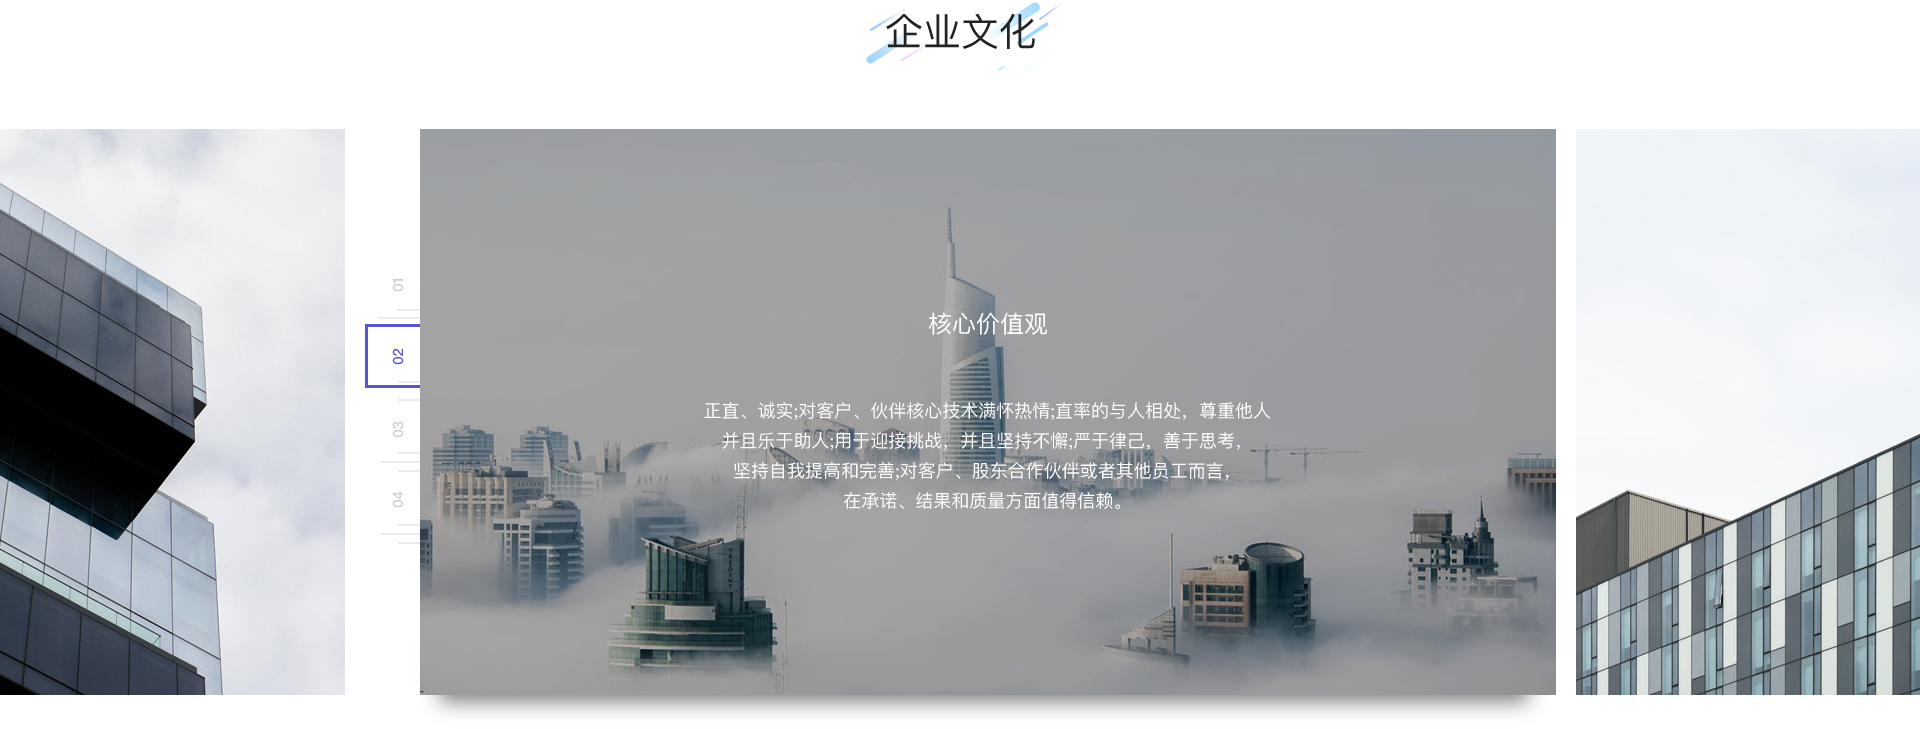 企业文化
01
02
03
04
核心价值观
正直、诚实;对客户、伙伴核心技术满怀热情;直率的与人相处，尊重他人
并且乐于助人;用于迎接挑战，并且坚持不懈;严于律己，善于思考，
坚持自我提高和完善;对客户、股东合作伙伴或者其他员工而言，
在承诺、结果和质量方面值得信赖。